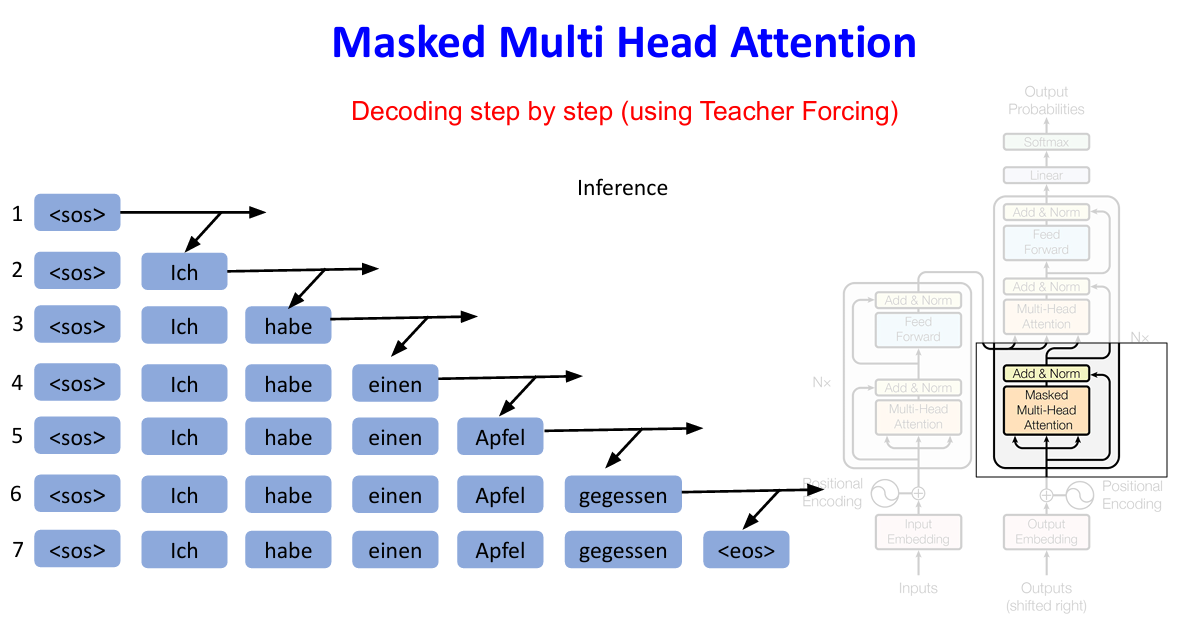 Masked Multi Head Attention
Decoding step by step (using Teacher Forcing)
Inference
1 <sos>
2 <sos> Ich
3 <sos> Ich habe
4 <sos> Ich habe einen
5 <sos> Ich habe einen Apfel
6 <sos> Ich habe einen Apfel gegessen
7 <sos> Ich habe einen Apfel gegessen <eos>
Output
Probabilities
Softmax
Linear
Add & Norm
Feed
Forward
Add & Norm
Multi-Head
Attention
N×
Add & Norm
Masked
Multi-Head
Attention
Positional
Encoding
Output
Embedding
Outputs
(shifted right)
Add & Norm
Feed
Forward
N×
Add & Norm
Multi-Head
Attention
Positional
Encoding
Input
Embedding
Inputs